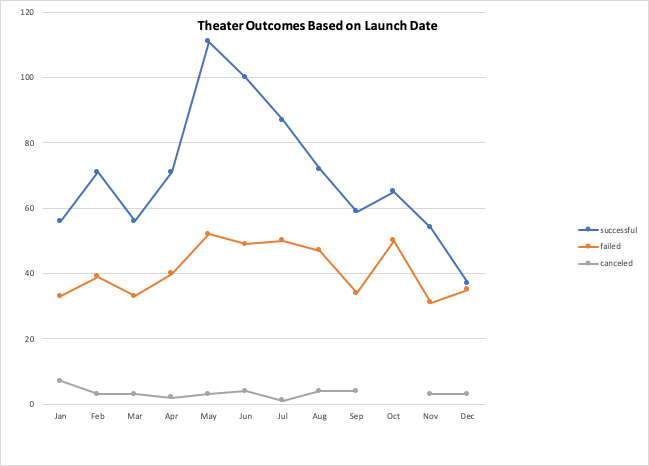 Theater Outcomes Based on Launch Date
120
100
80
60
40
20
0
Jan Feb Mar Apr May Jun Jul Aug Sep Oct Nov Dec
successful
failed
canceled